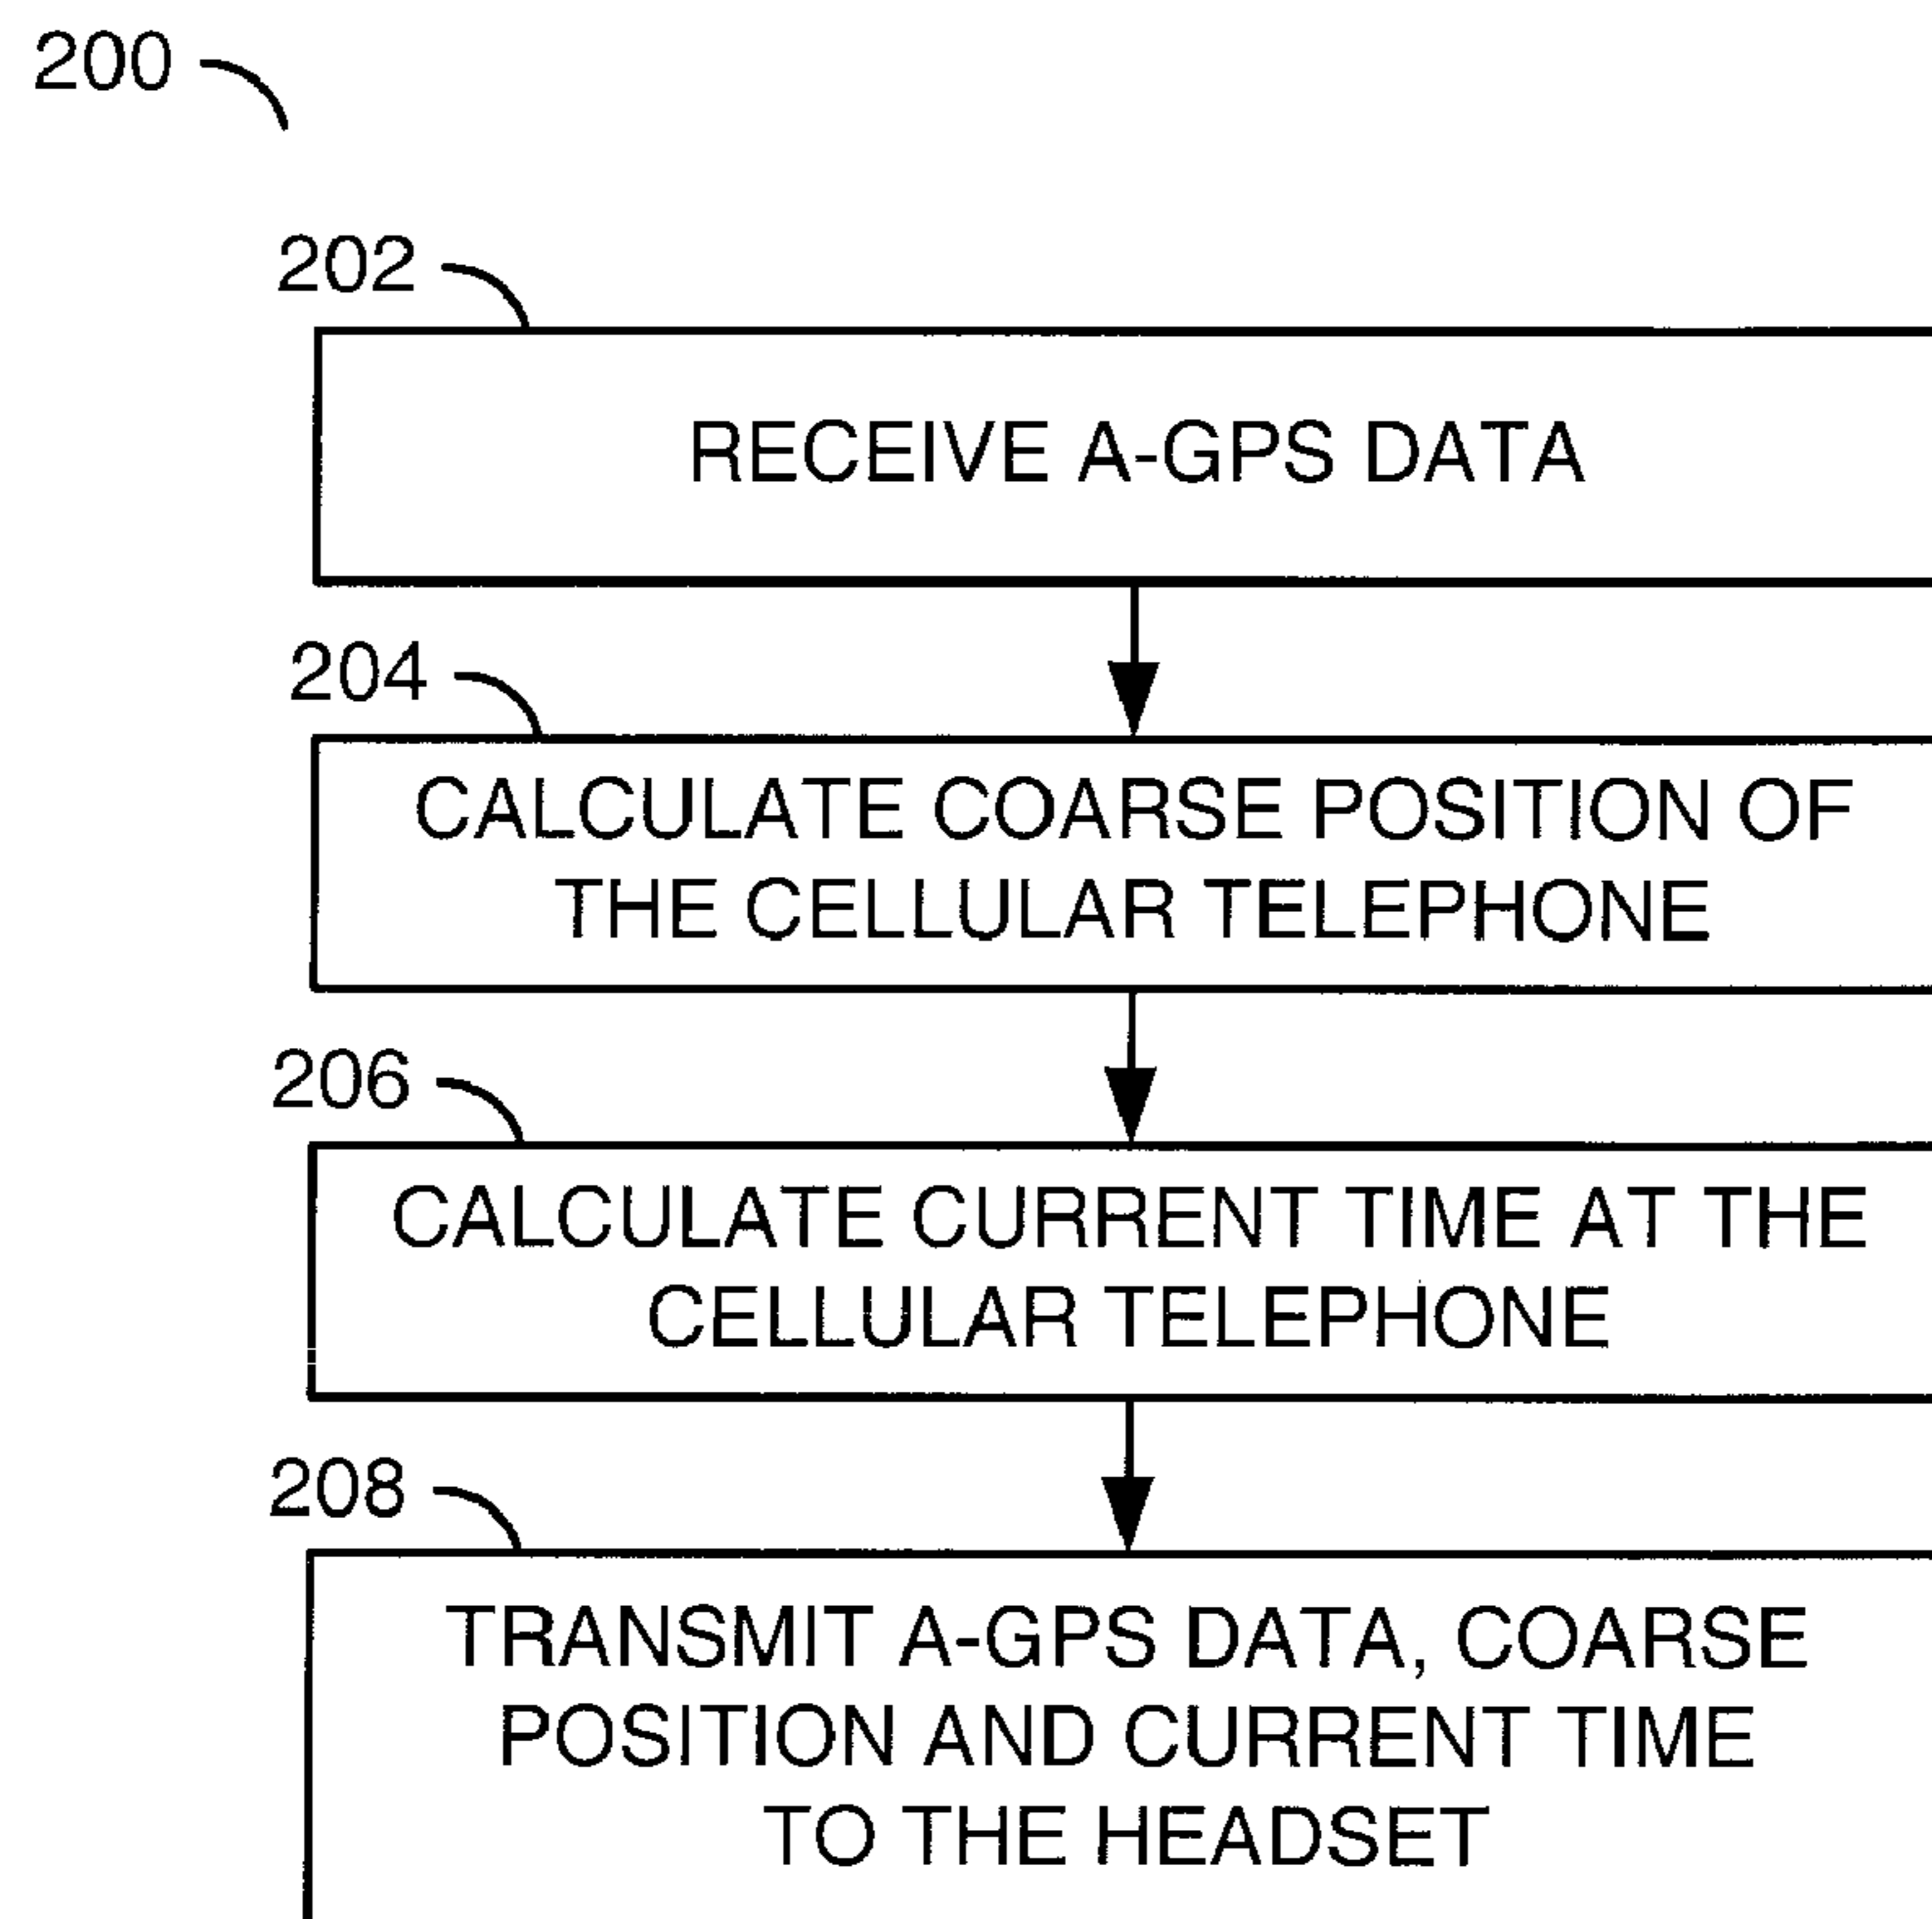 200
202
RECEIVE A-GPS DATA
204
CALCULATE COARSE POSITION OF
THE CELLULAR TELEPHONE
206
CALCULATE CURRENT TIME AT THE
CELLULAR TELEPHONE
208
TRANSMIT A-GPS DATA, COARSE
POSITION AND CURRENT TIME
TO THE HEADSET